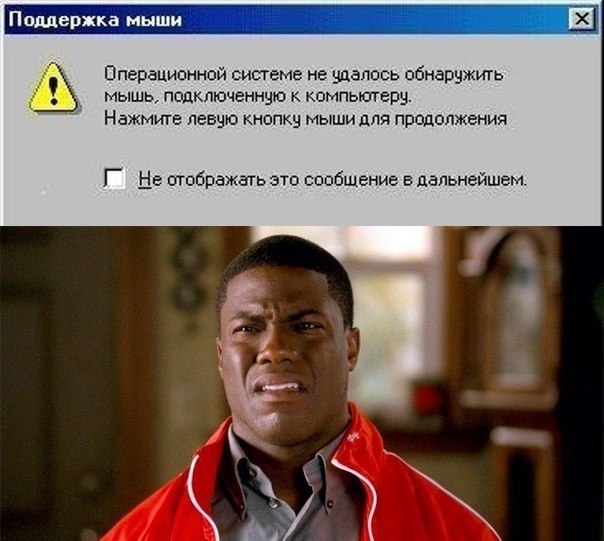 Поддержка мыши
Операционной системе не удалось обнаружить
мышь, подключенную к компьютеру.
Нажмите левую кнопку мыши для продолжения
Не отображать это сообщение в дальнейшем.